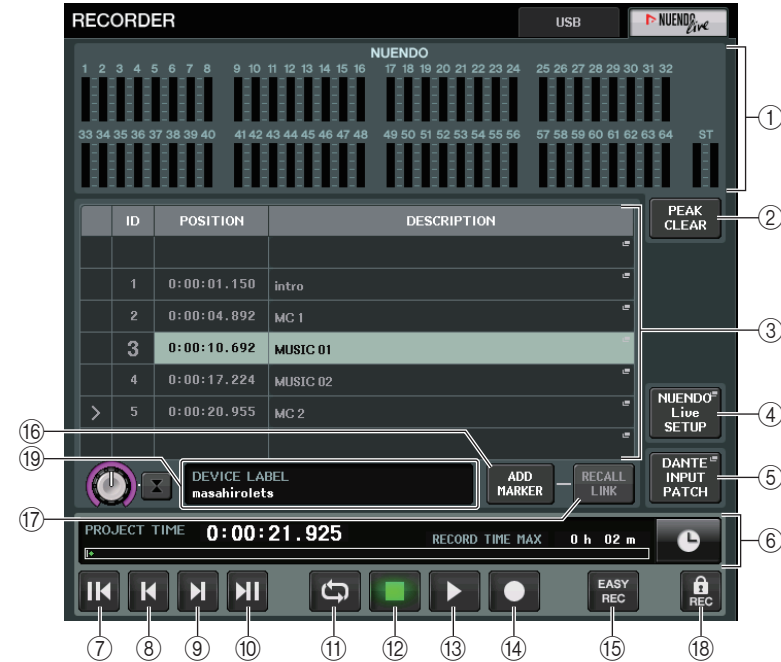 RECORDER
USB
NUENDO live
NUENDO
1 2 3 4 5 6 7 8 9 10 11 12 13 14 15 16 17 18 19 20 21 22 23 24 25 26 27 28 29 30 31 32
33 34 35 36 37 38 39 40 41 42 43 44 45 46 47 48 49 50 51 52 53 54 55 56 57 58 59 60 61 62 63 64 ST
①
PEAK
CLEAR
②
ID POSITION DESCRIPTION
1 0:00:01.150 intro
2 0:00:04.892 MC 1
3 0:00:10.692 MUSIC 01
③
4 0:00:17.224 MUSIC 02
> 5 0:00:20.955 MC 2
NUENDO
Live
SETUP
④
⑯
⑲
DEVICE LABEL
masahirolets
ADD
MARKER
RECALL
LINK
DANTE
INPUT
PATCH
⑤
⑰
PROJECT TIME 0:00:21.925 RECORD TIME MAX 0 h 02 m
⑥
EASY
REC
REC
⑦ ⑧ ⑨ ⑩ ⑪ ⑫ ⑬ ⑭ ⑮ ⑱